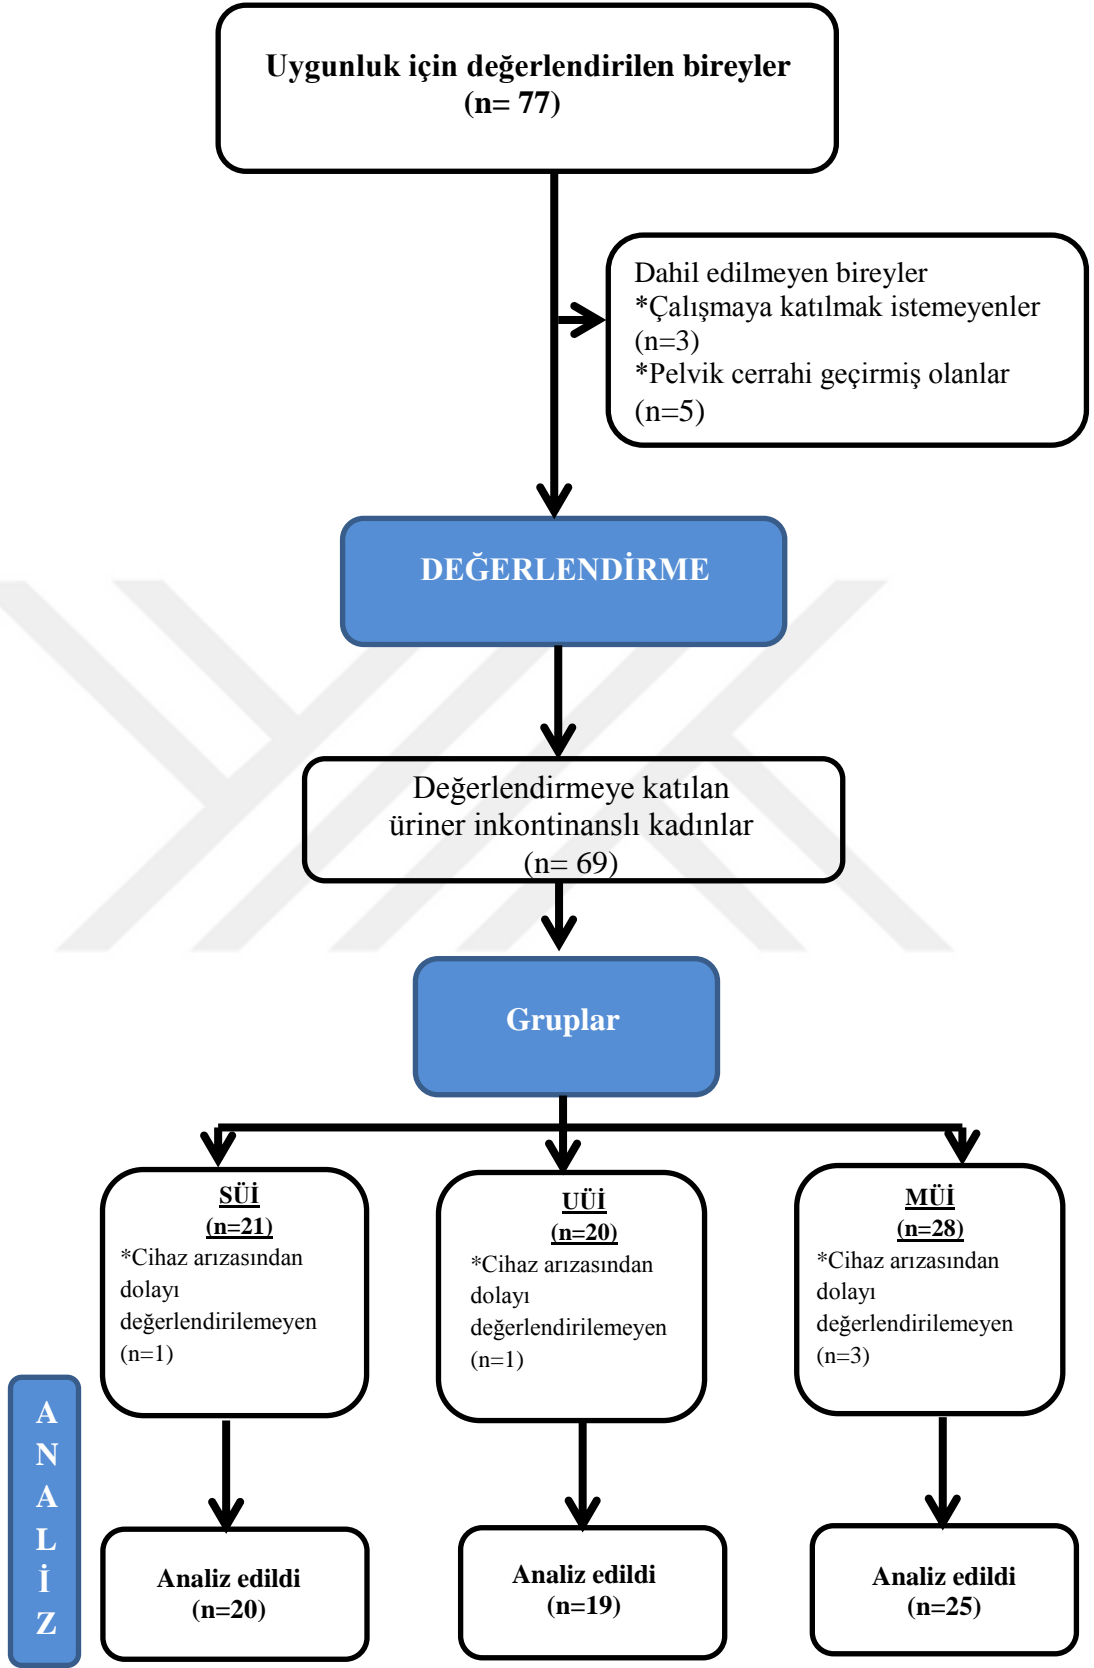 Uygunluk için değerlendirilen bireyler
(n= 77)
Dahil edilmeyen bireyler
*Çalışmaya katılmak istemeyenler
(n=3)
*Pelvik cerrahi geçirmiş olanlar
(n=5)
DEĞERLENDİRME
Değerlendirmeye katılan
üriner inkontinanslı kadınlar
(n= 69)
Gruplar
SÜİ
(n=21)
*Cihaz arızasından
dolayı
değerlendirilemeyen
(n=1)
UÜİ
(n=20)
*Cihaz arızasından
dolayı
değerlendirilemeyen
(n=1)
MÜİ
(n=28)
*Cihaz arızasından
dolayı
değerlendirilemeyen
(n=3)
A
N
A
L
İ
Z
Analiz edildi
(n=20)
Analiz edildi
(n=19)
Analiz edildi
(n=25)